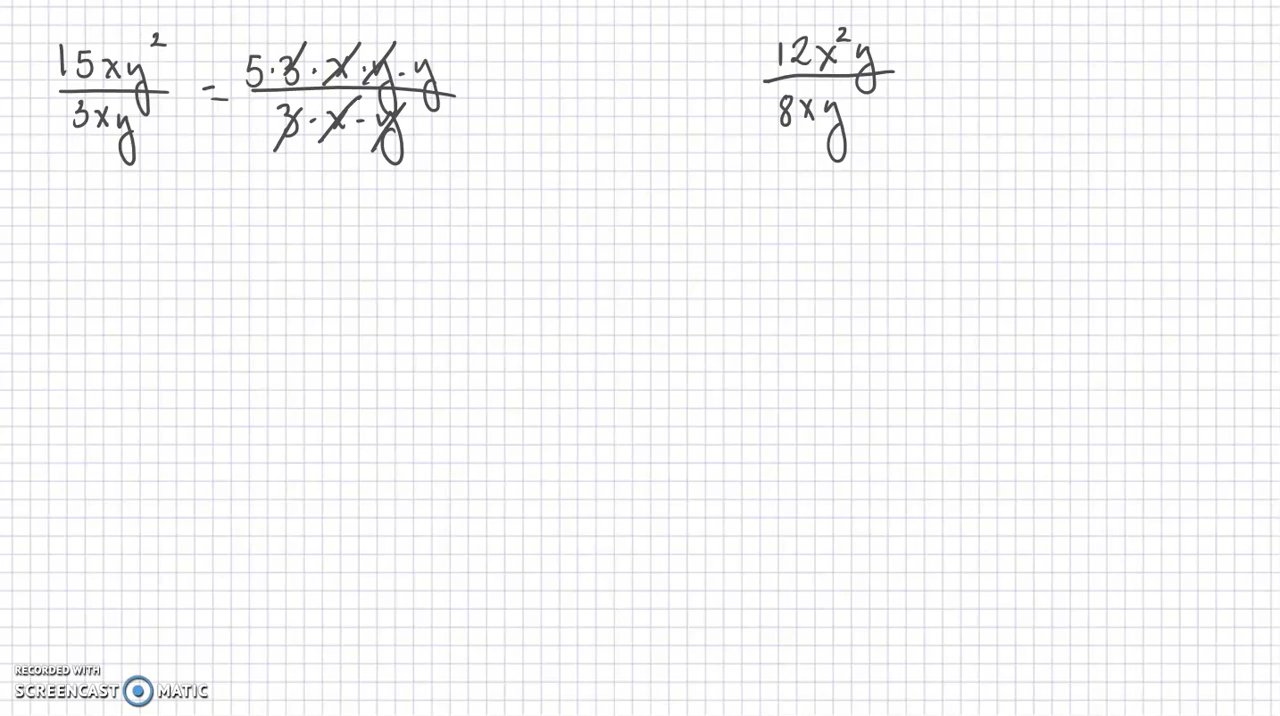 15xy² / 3xy = 5·3·x·y·y / 3·x·y
12x²y / 8xy
RECORDED WITH
SCREENCAST MATIC